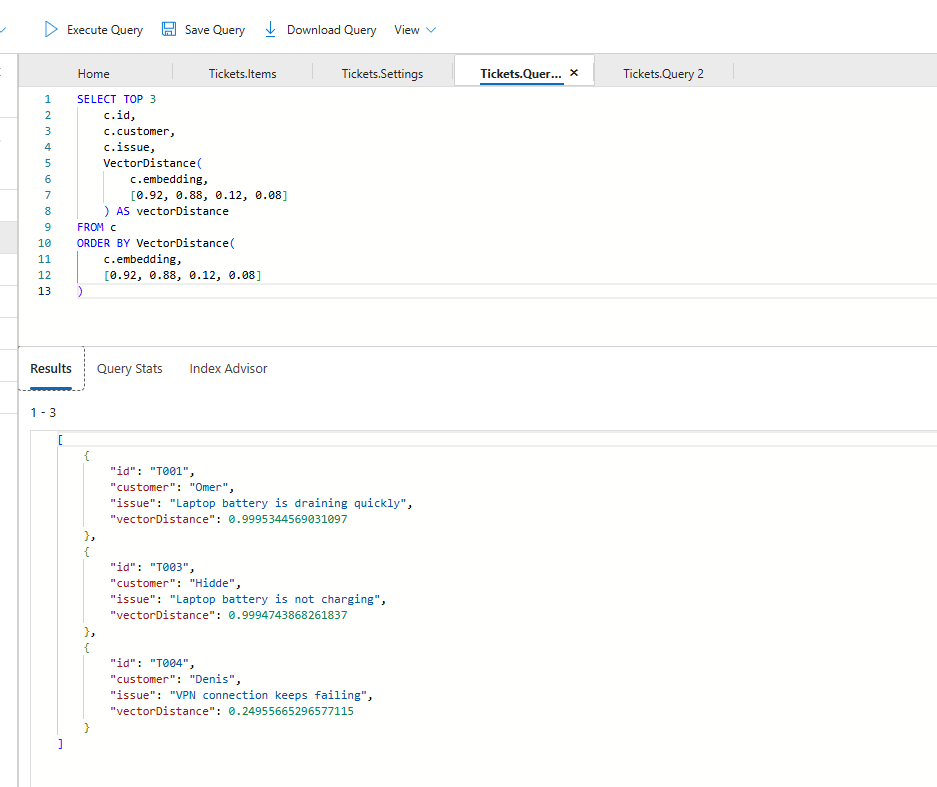 Execute Query Save Query Download Query View
Home Tickets.Items Tickets.Settings Tickets.Quer... × Tickets.Query 2
1 SELECT TOP 3
2 c.id,
3 c.customer,
4 c.issue,
5 VectorDistance(
6 c.embedding,
7 [0.92, 0.88, 0.12, 0.08]
8 ) AS vectorDistance
9 FROM c
10 ORDER BY VectorDistance(
11 c.embedding,
12 [0.92, 0.88, 0.12, 0.08]
13 )
Results Query Stats Index Advisor
1 - 3
[
{
"id": "T001",
"customer": "Omer",
"issue": "Laptop battery is draining quickly",
"vectorDistance": 0.9995344569031097
},
{
"id": "T003",
"customer": "Hidde",
"issue": "Laptop battery is not charging",
"vectorDistance": 0.9994743868261837
},
{
"id": "T004",
"customer": "Denis",
"issue": "VPN connection keeps failing",
"vectorDistance": 0.24955665296577115
}
]